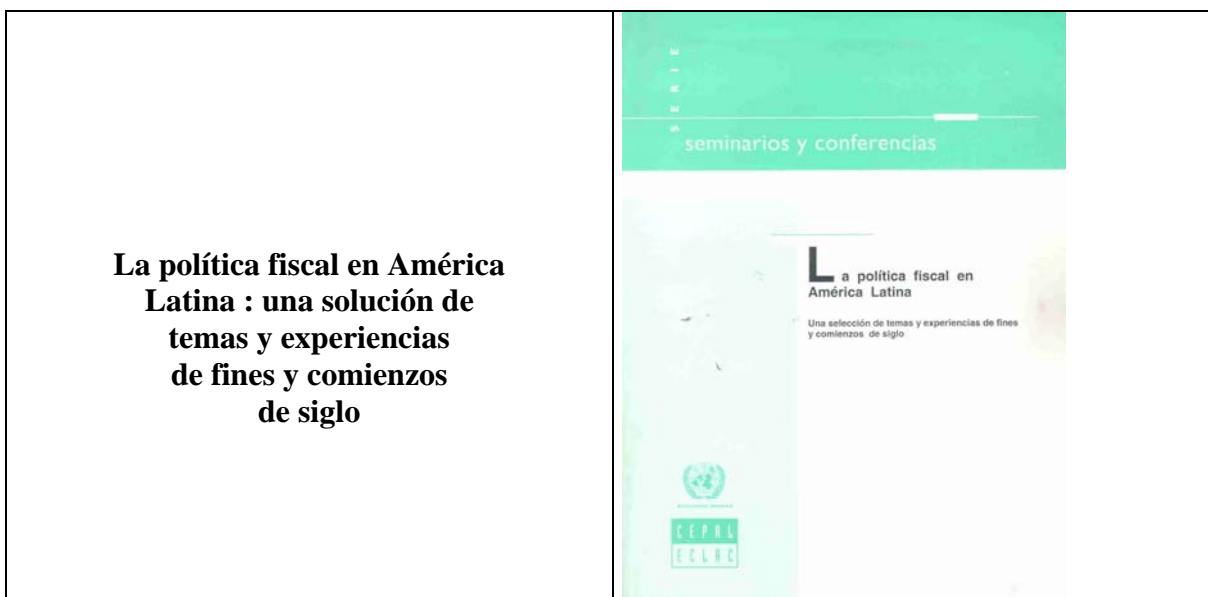 La política fiscal en América
Latina : una solución de
temas y experiencias
de fines y comienzos
de siglo
SERIE
seminarios y conferencias
La política fiscal en
América Latina
Una selección de temas y experiencias de fines
y comienzos de siglo
CEPAL
ECLAC